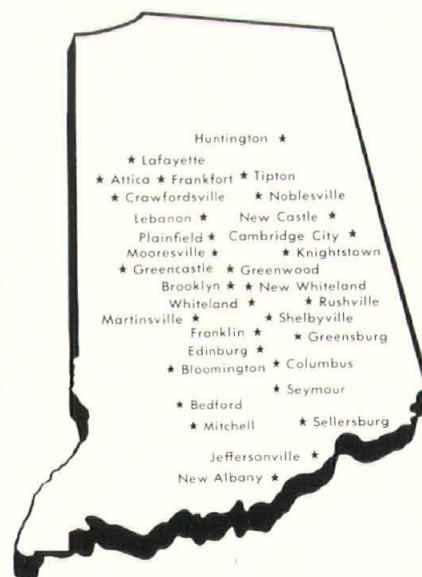 Huntington
Lafayette
Attica Frankfort Tipton
Crawfordsville Noblesville
Lebanon New Castle
Plainfield Cambridge City
Mooresville Knightstown
Greencastle Greenwood
Brooklyn New Whiteland
Whiteland Rushville
Martinsville Shelbyville
Franklin Greensburg
Edinburg
Bloomington Columbus
Seymour
Bedford
Mitchell Sellersburg
Jeffersonville
New Albany